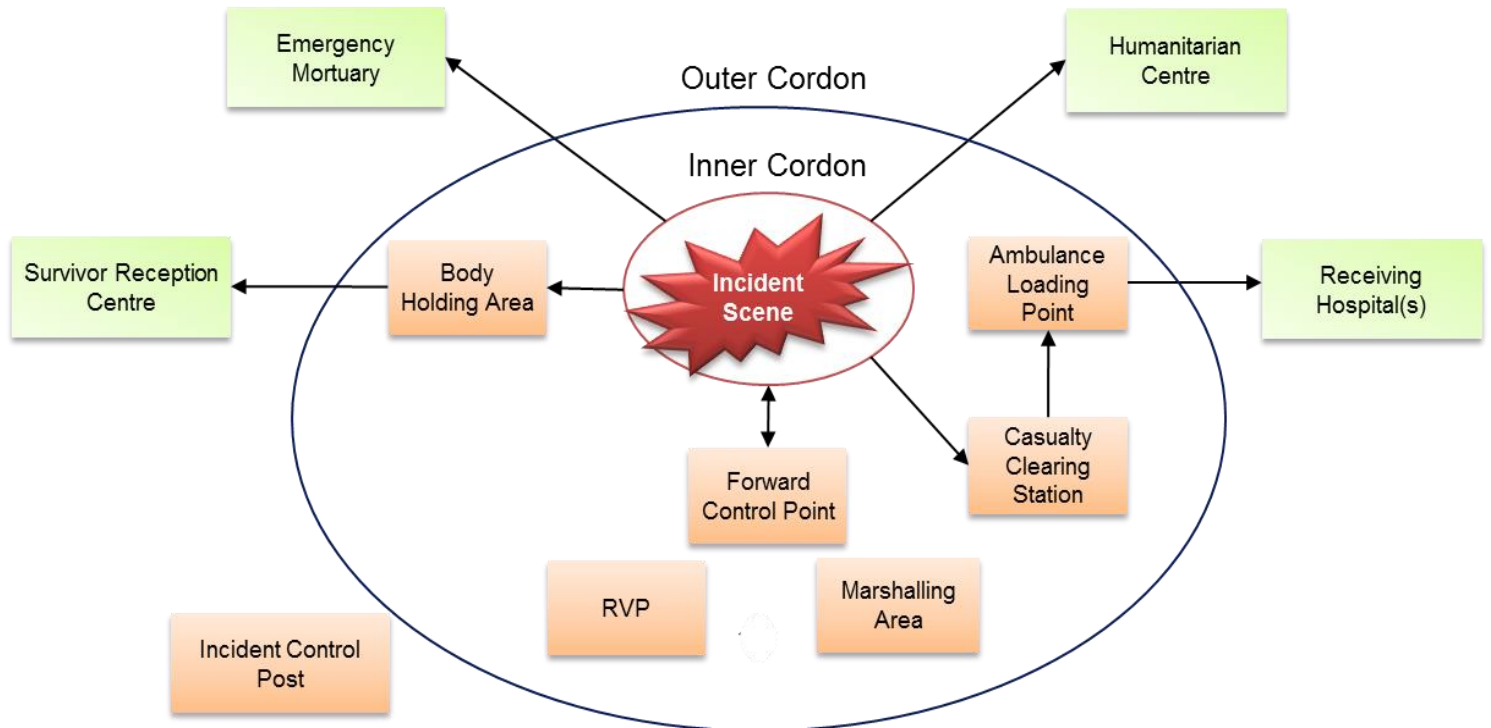 Emergency
Mortuary
Humanitarian
Centre
Outer Cordon
Inner Cordon
Survivor Reception
Centre
Body
Holding Area
Incident
Scene
Ambulance
Loading
Point
Receiving
Hospital(s)
Forward
Control Point
Casualty
Clearing
Station
RVP
Marshalling
Area
Incident Control
Post